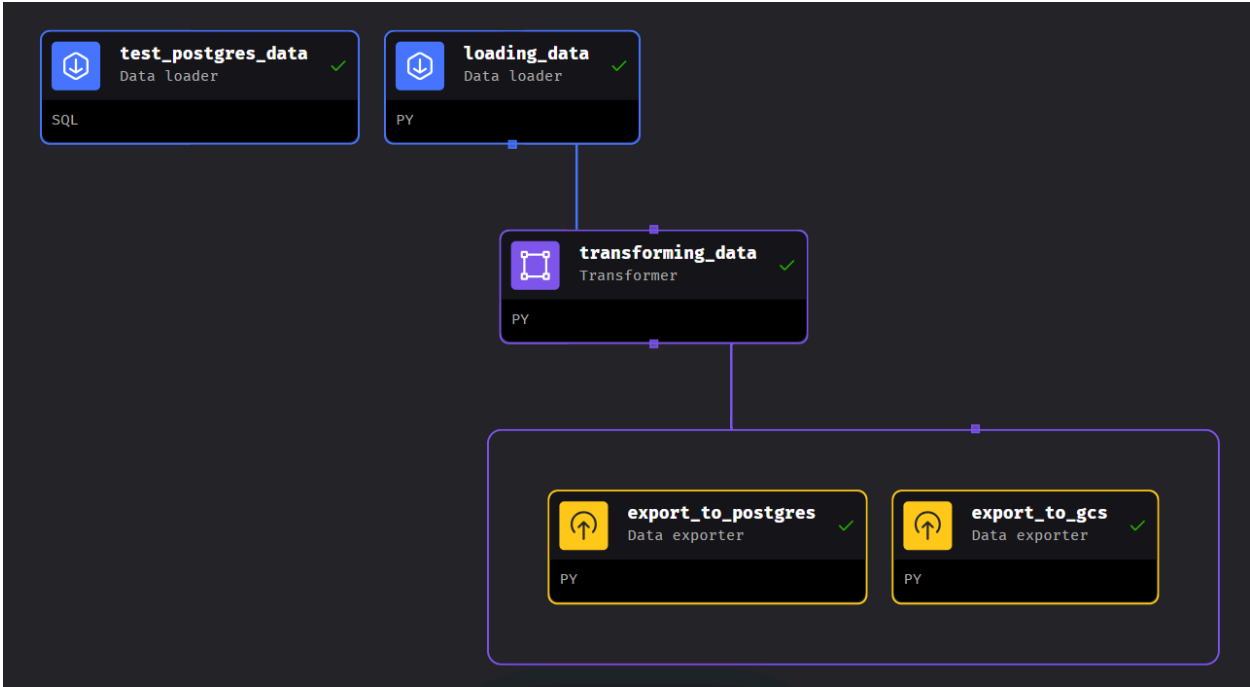 test_postgres_data
Data loader
SQL
loading_data
Data loader
PY
transforming_data
Transformer
PY
export_to_postgres
Data exporter
PY
export_to_gcs
Data exporter
PY